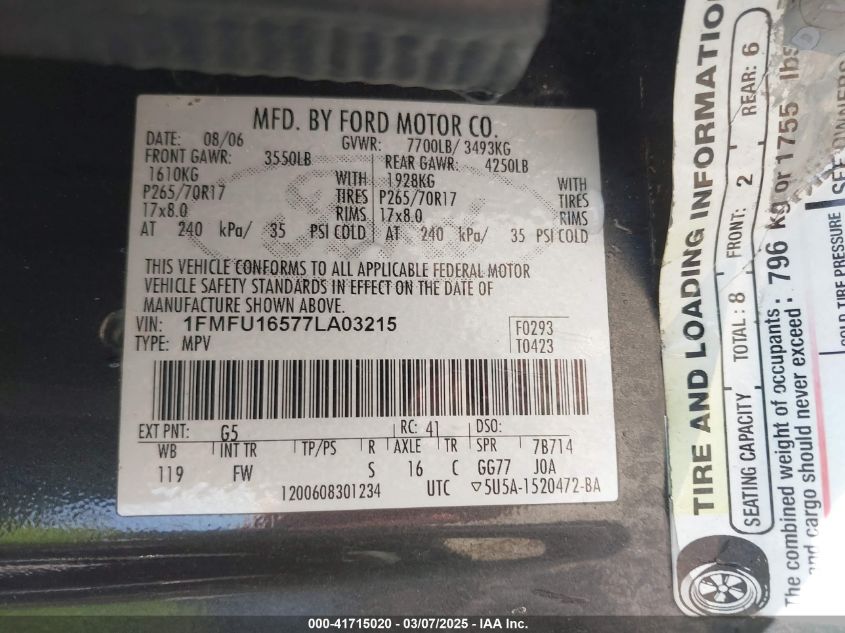 MFD. BY FORD MOTOR CO.
DATE: 08/06 GVWR: 7700LB/ 3493KG
FRONT GAWR: 3550LB REAR GAWR: 4250LB
1610KG WITH 1928KG WITH
P265/70R17 TIRES P265/70R17 TIRES
17x8.0 RIMS 17x8.0 RIMS
AT 240 kPa/ 35 PSI COLD AT 240 kPa/ 35 PSI COLD
THIS VEHICLE CONFORMS TO ALL APPLICABLE FEDERAL MOTOR
VEHICLE SAFETY STANDARDS IN EFFECT ON THE DATE OF
MANUFACTURE SHOWN ABOVE.
VIN: 1FMFU16577LA03215 F0293
TYPE: MPV T0423
EXT PNT: G5 RC: 41 DSO:
WB INT TR TP/PS R AXLE TR SPR 7B714
119 FW S 16 C GG77 J0A
1200608301234 UTC ▽5U5A-1520472-BA
TIRE AND LOADING INFORMATIO
SEATING CAPACITY TOTAL: 8 FRONT: 2 REAR: 6
The combined weight of occupants : 796 kg or 1755 lbs
and cargo should never exceed :
COLD TIRE PRESSURE
000-41715020 - 03/07/2025 - IAA Inc.